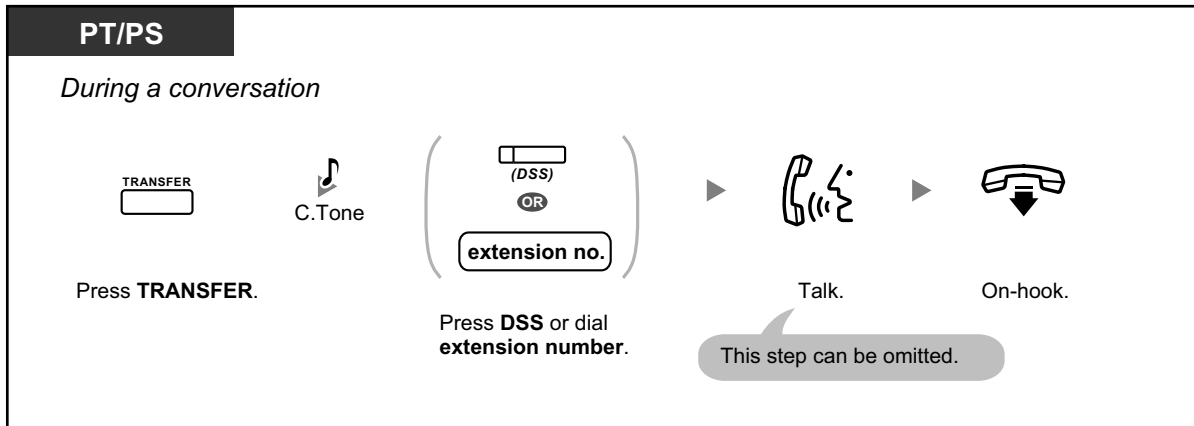 PT/PS
During a conversation
TRANSFER
C.Tone
(DSS)
OR
extension no.
Press TRANSFER.
Press DSS or dial
extension number.
Talk.
On-hook.
This step can be omitted.